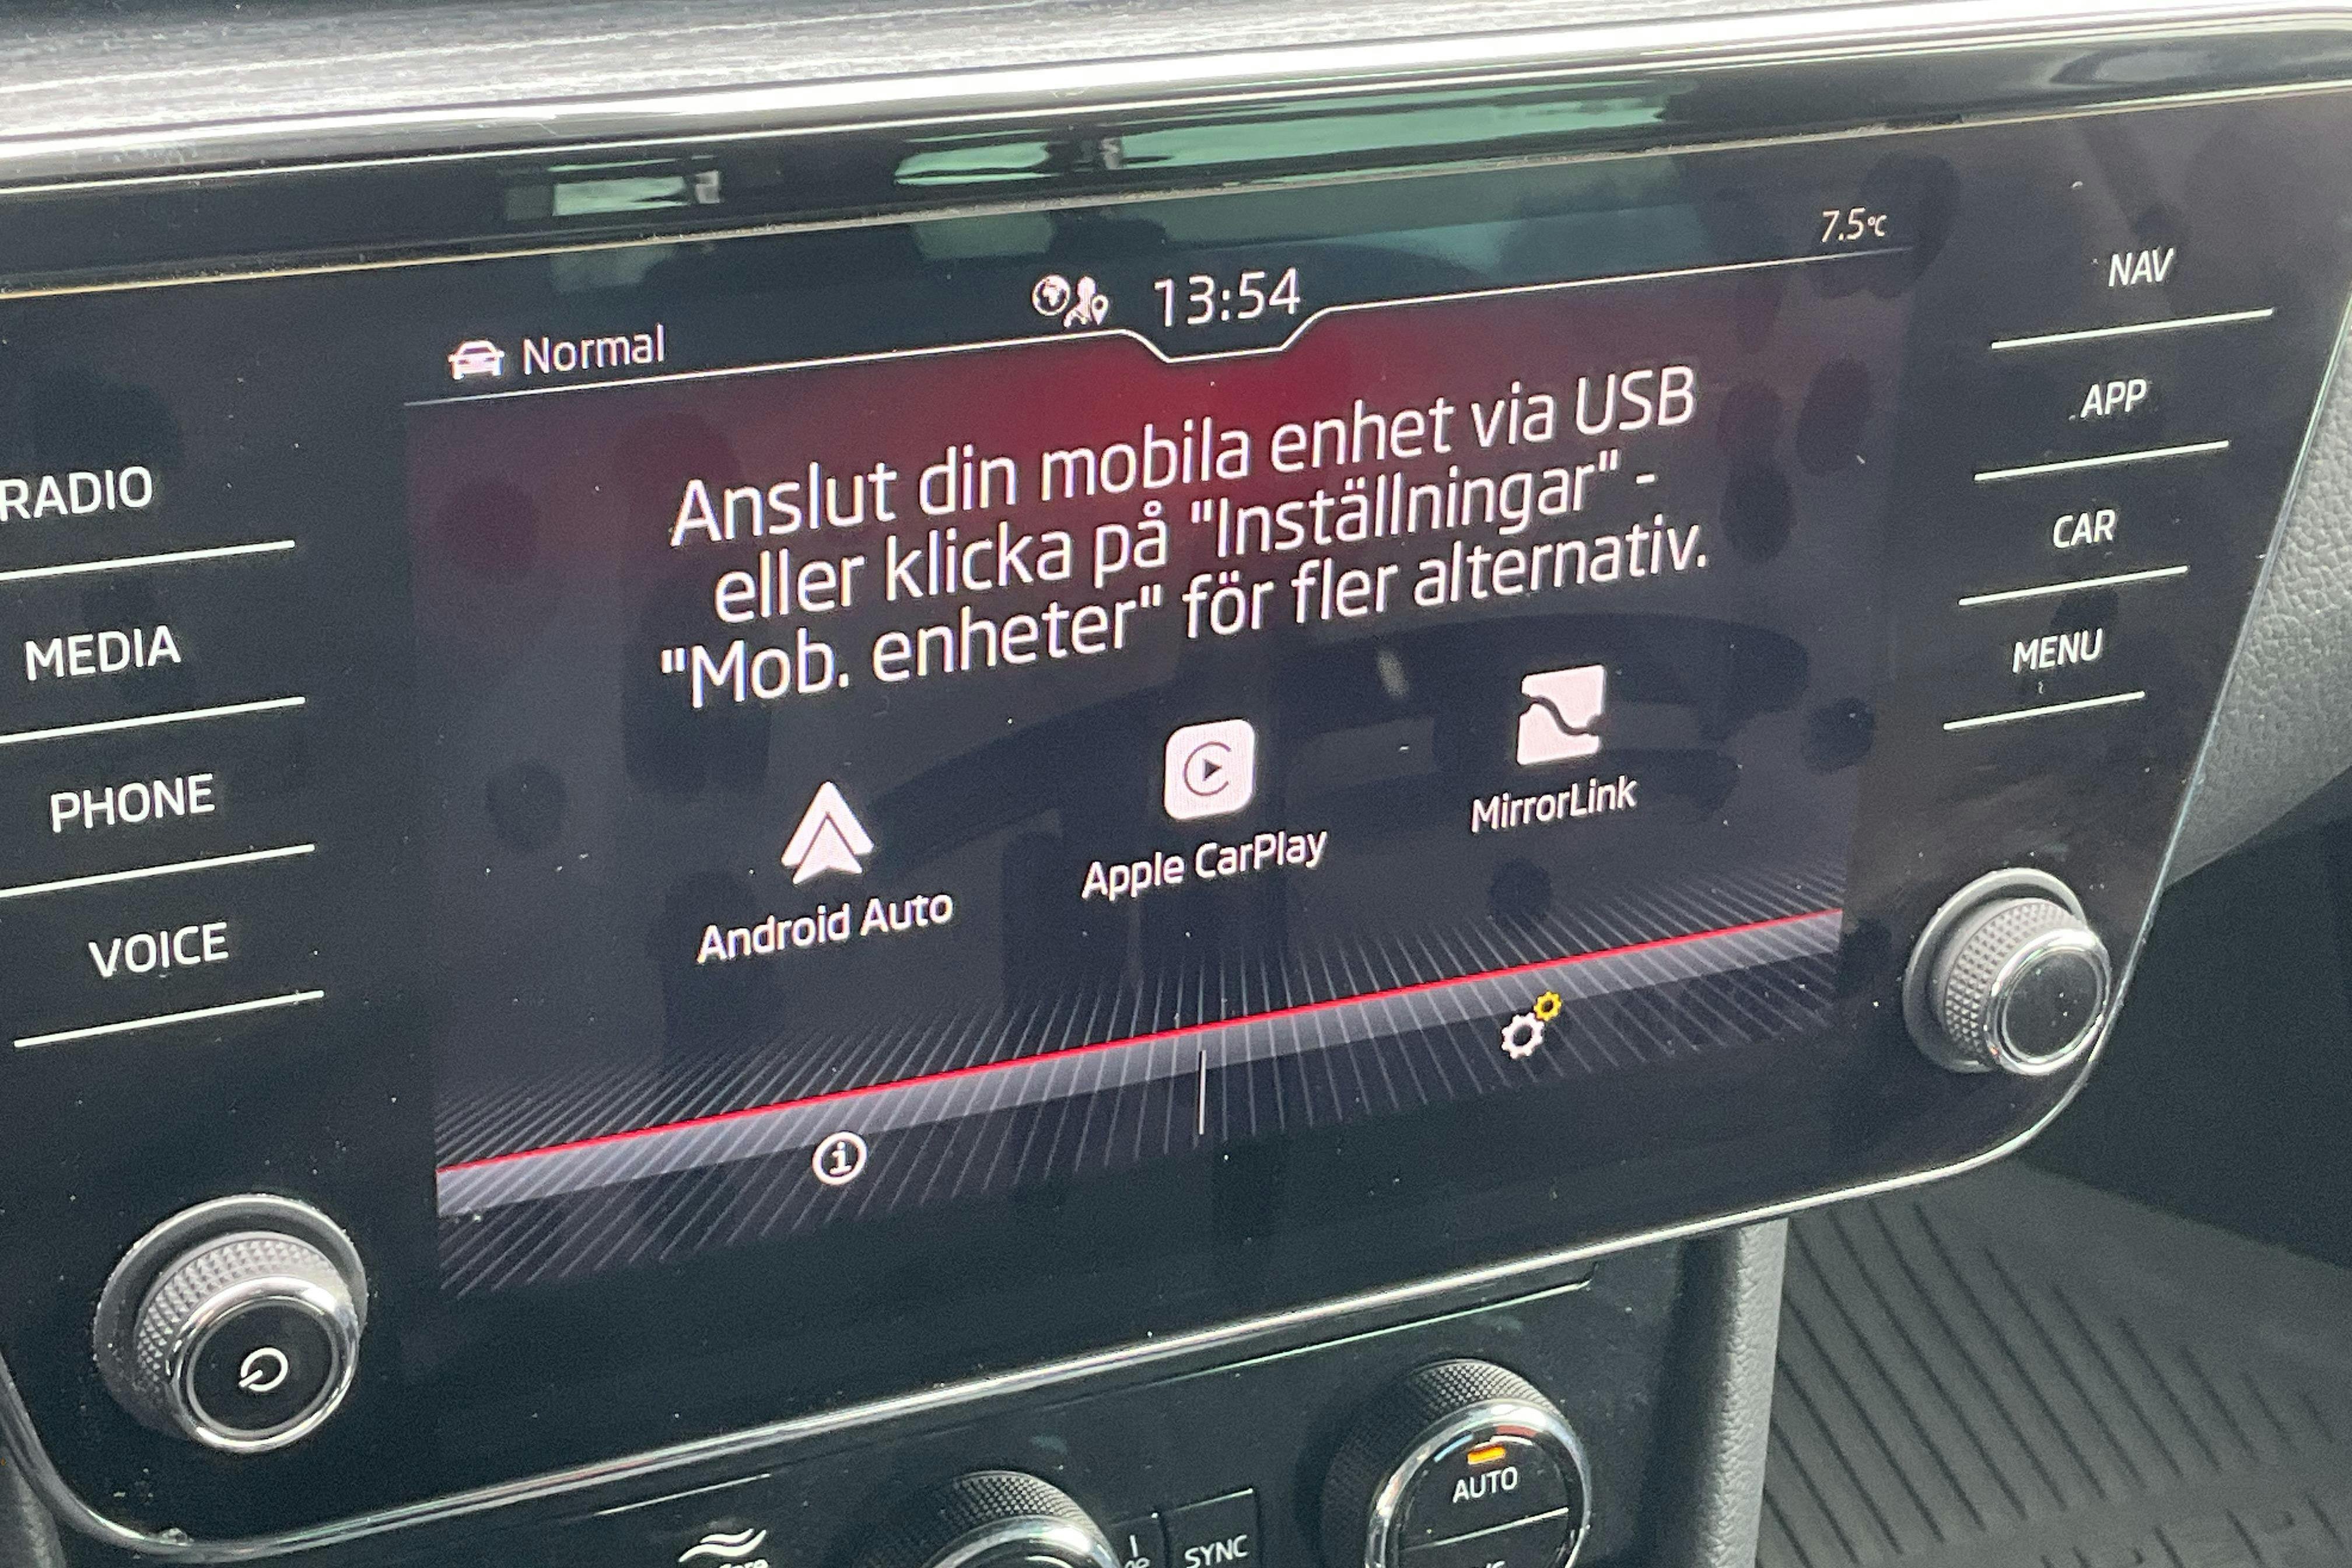 7.5°C
13:54
Normal
Anslut din mobila enhet via USB
eller klicka på "Inställningar" -
"Mob. enheter" för fler alternativ.
Android Auto
Apple CarPlay
MirrorLink
RADIO
MEDIA
PHONE
VOICE
NAV
APP
CAR
MENU
AUTO
SYNC